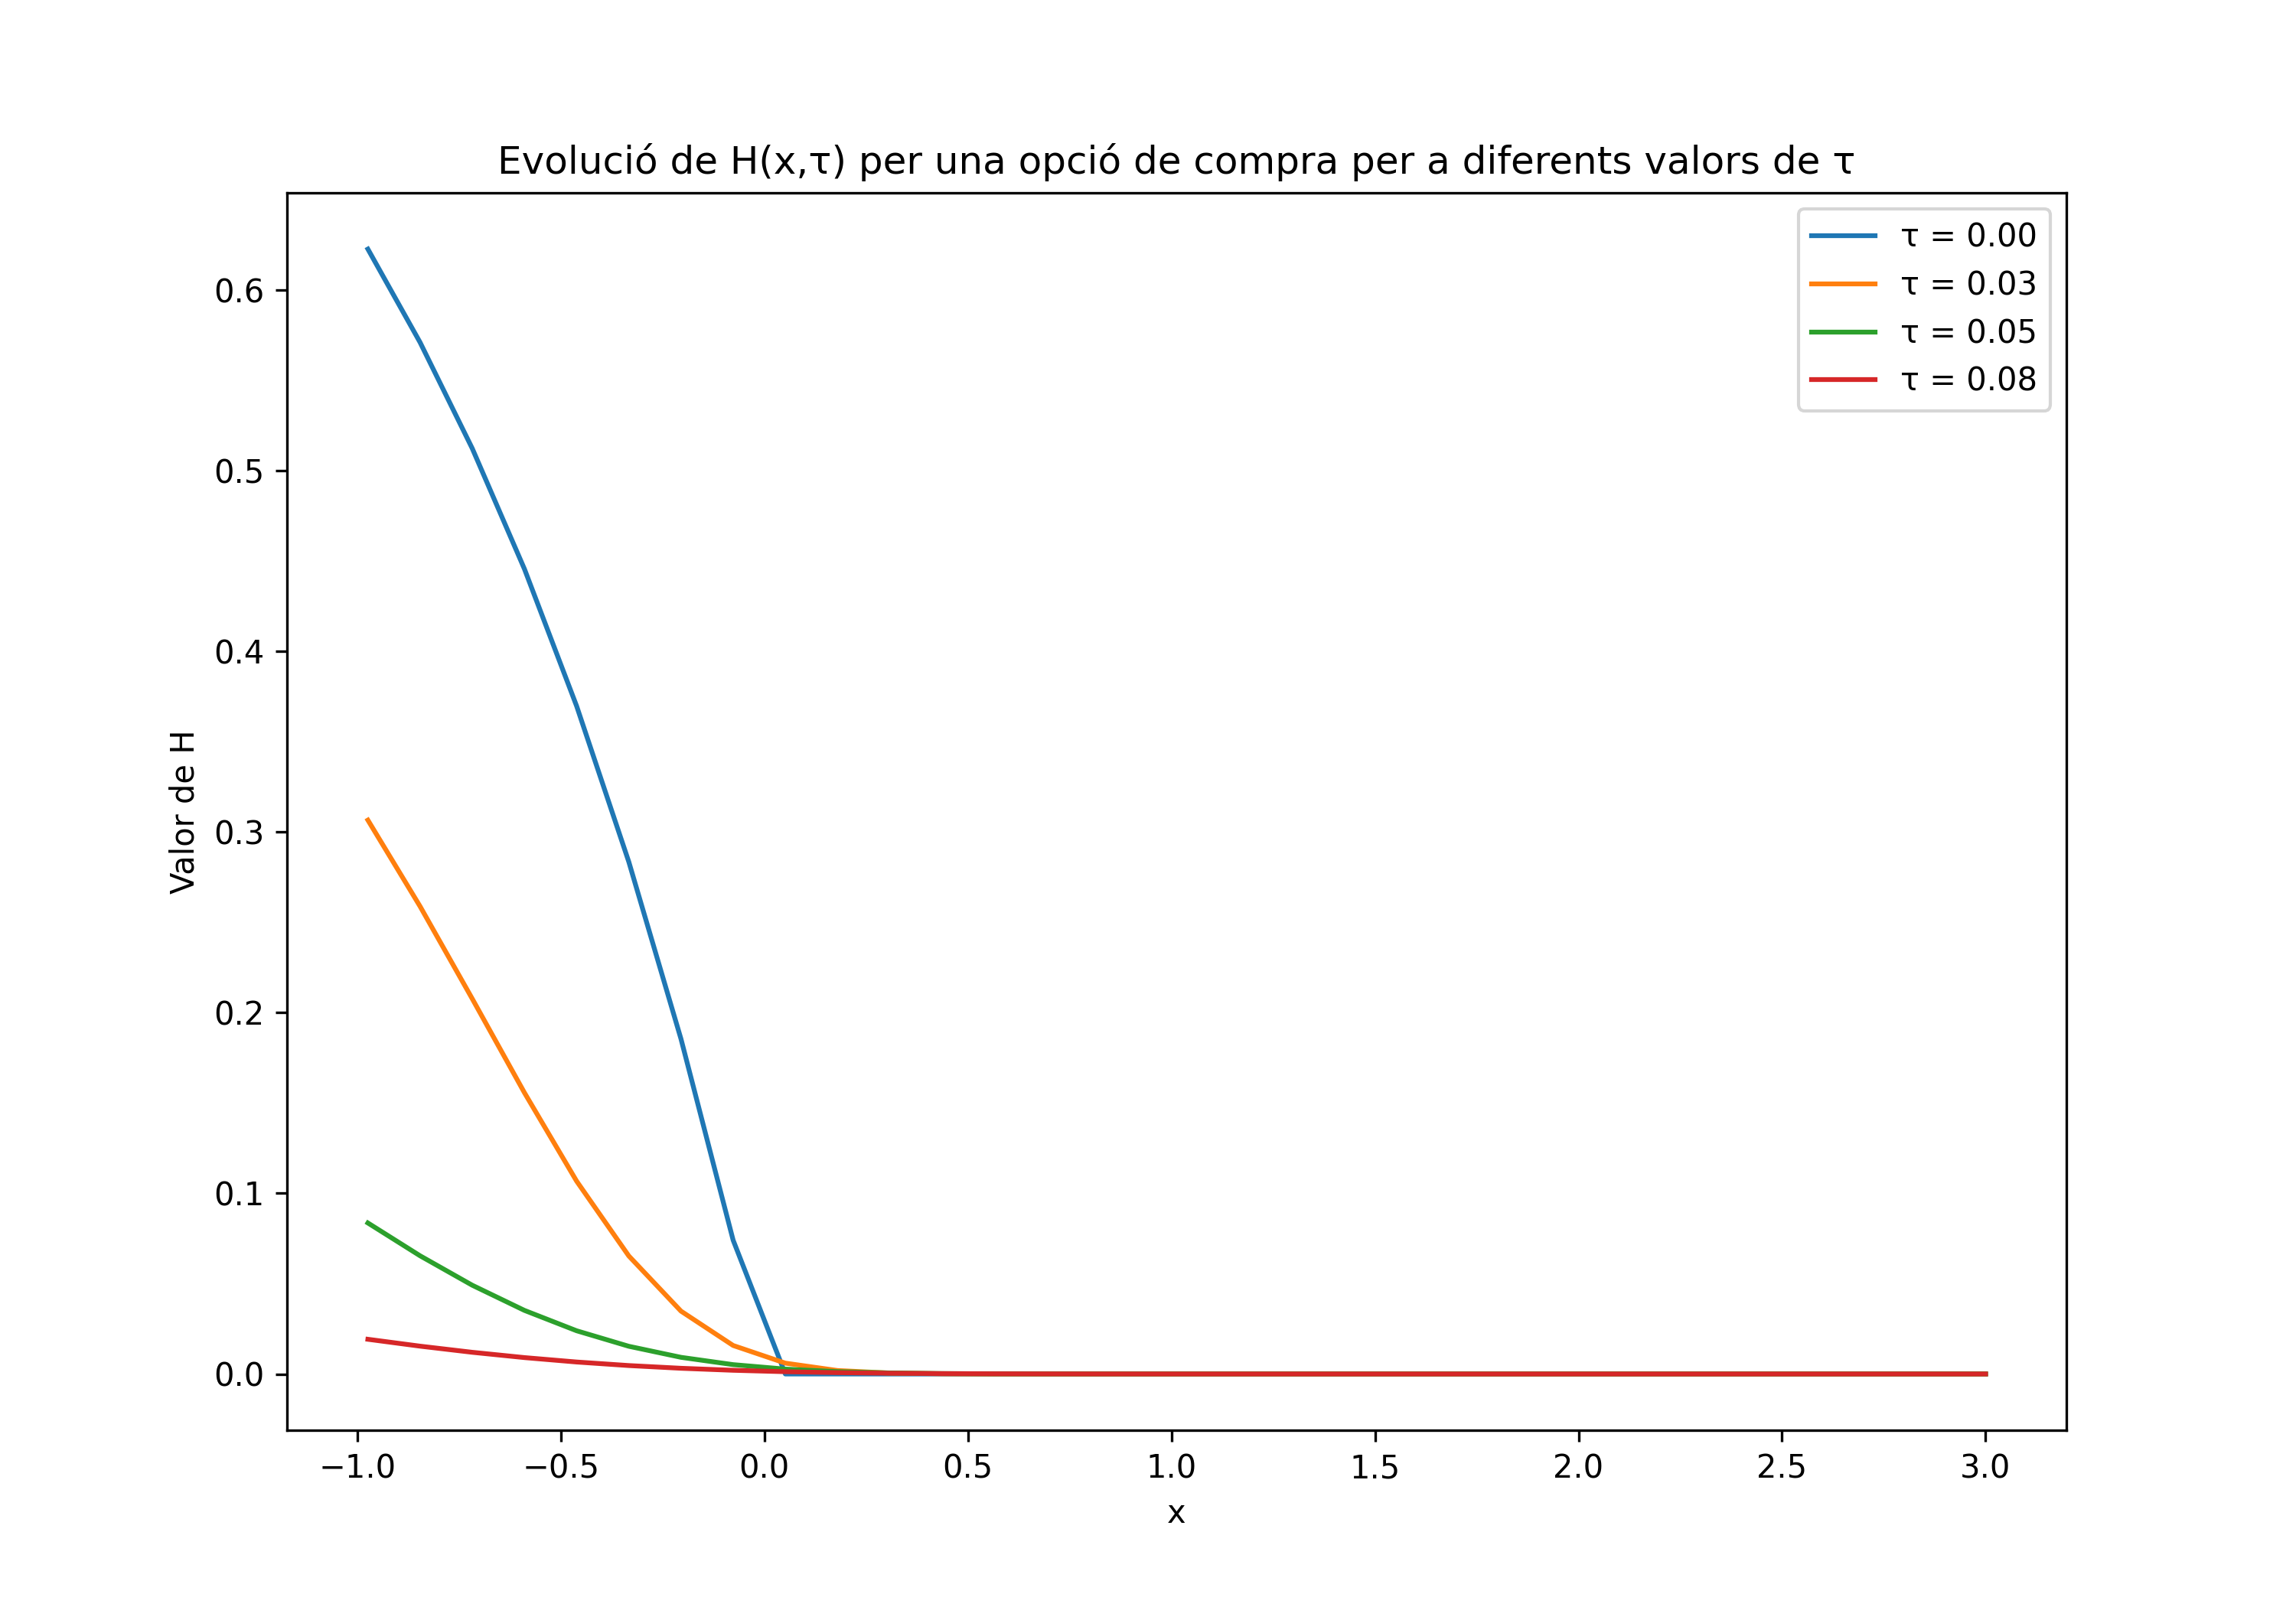 Evolució de H(x,τ) per una opció de compra per a diferents valors de τ
τ = 0.00
τ = 0.03
τ = 0.05
τ = 0.08
Valor de H
0.6
0.5
0.4
0.3
0.2
0.1
0.0
−1.0 −0.5 0.0 0.5 1.0 1.5 2.0 2.5 3.0
x